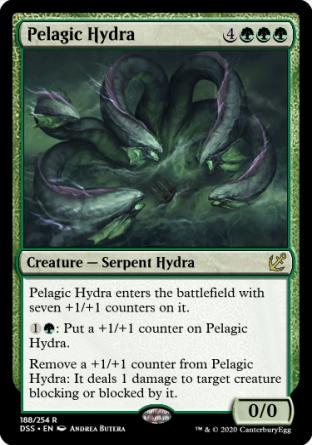 Pelagic Hydra 4
Creature — Serpent Hydra
Pelagic Hydra enters the battlefield with
seven +1/+1 counters on it.
1 : Put a +1/+1 counter on Pelagic
Hydra.
Remove a +1/+1 counter from Pelagic
Hydra: It deals 1 damage to target creature
blocking or blocked by it.
0/0
188/254 R
DSS • EN Andrea Butera
™ & © 2020 CanterburyEgg